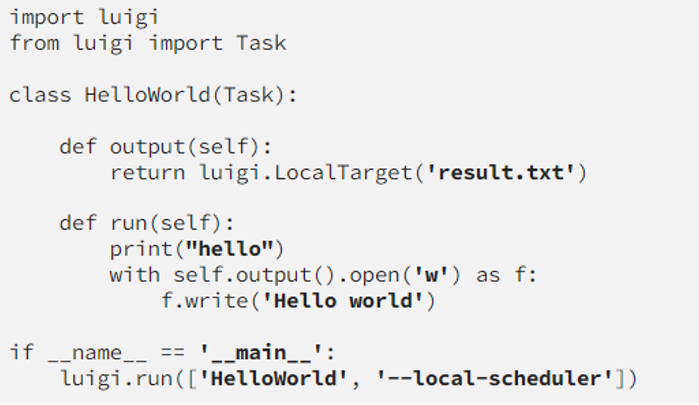 import luigi
from luigi import Task
class HelloWorld(Task):
def output(self):
return luigi.LocalTarget('result.txt')
def run(self):
print("hello")
with self.output().open('w') as f:
f.write('Hello world')
if __name__ == '__main__':
luigi.run(['HelloWorld', '--local-scheduler'])